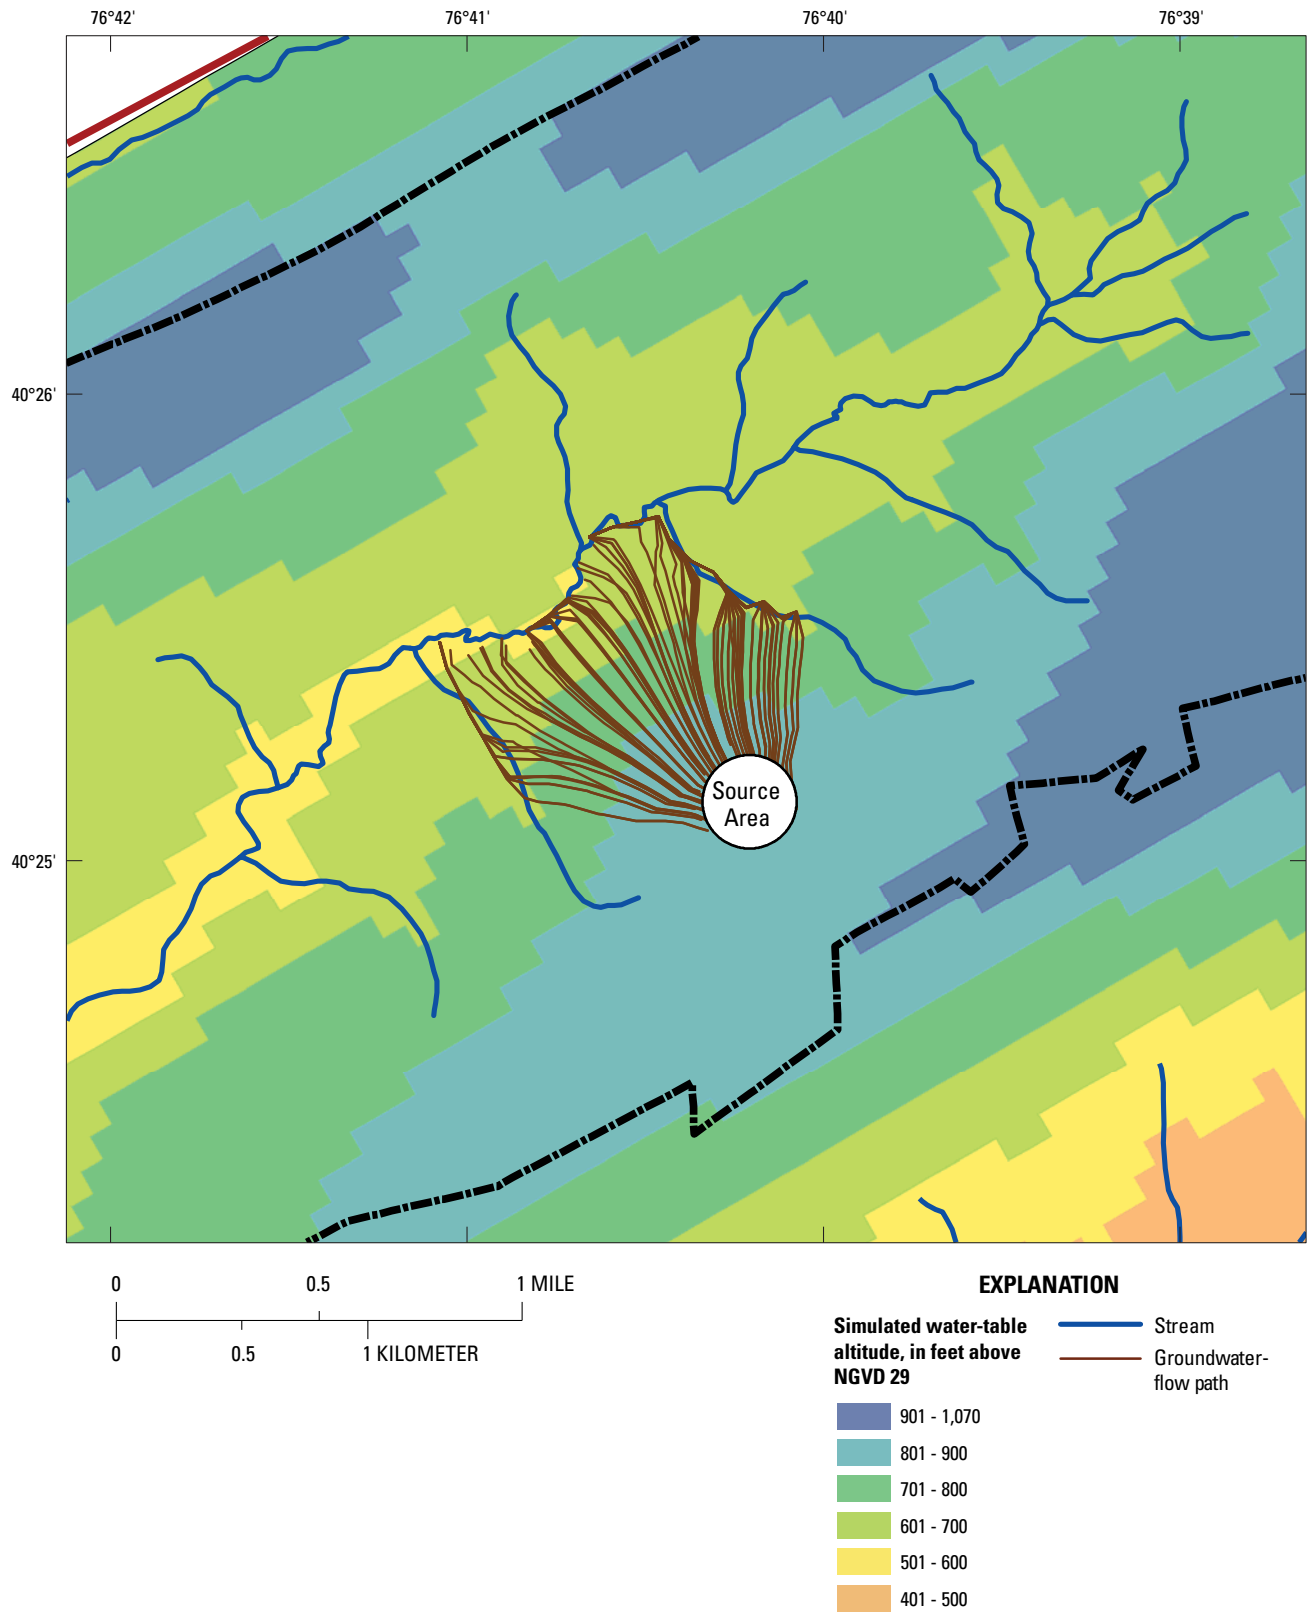 76°42'
76°41'
76°40'
76°39'
40°26'
40°25'
Source
Area
0
0.5
1 MILE
0
0.5
1 KILOMETER
EXPLANATION
Simulated water-table
altitude, in feet above
NGVD 29
901 - 1,070
801 - 900
701 - 800
601 - 700
501 - 600
401 - 500
Stream
Groundwater-
flow path